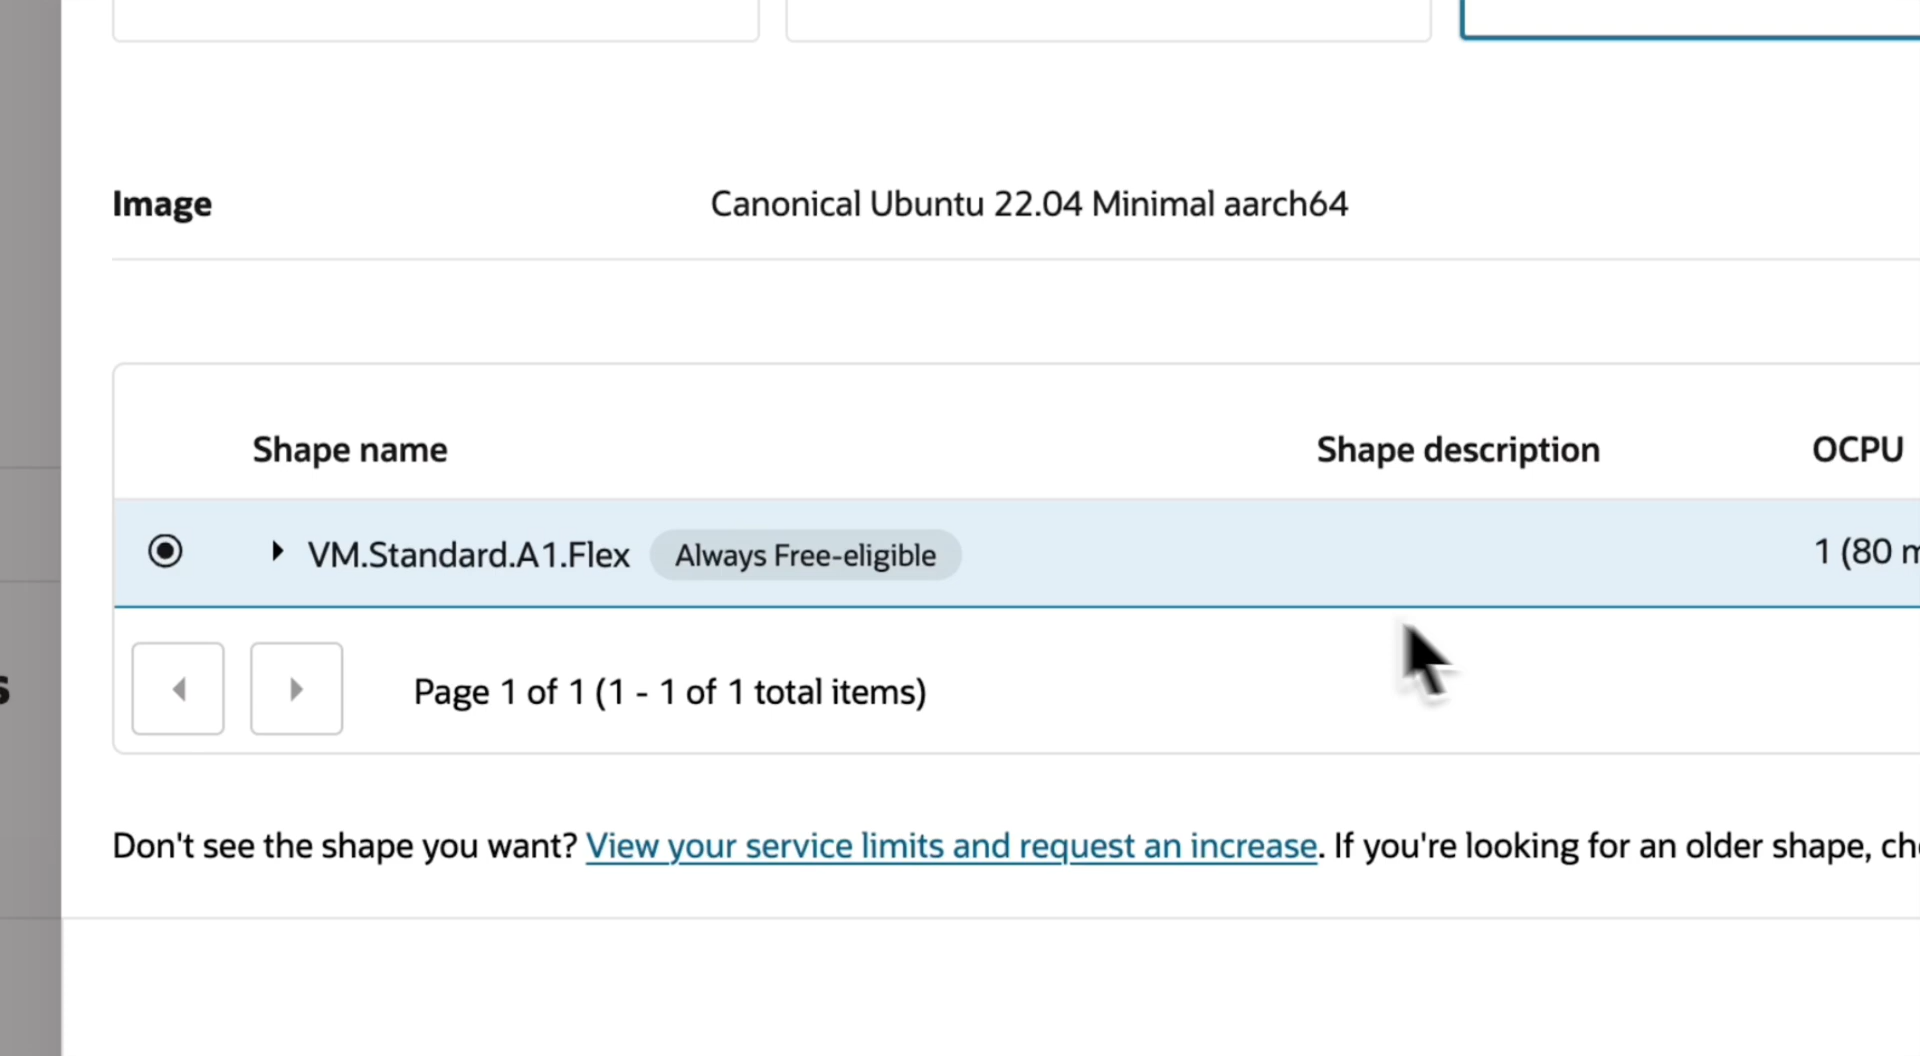 Image
Canonical Ubuntu 22.04 Minimal aarch64
Shape name
Shape description
OCPU
VM.Standard.A1.Flex
Always Free-eligible
1 (80
Page 1 of 1 (1 - 1 of 1 total items)
Don't see the shape you want? View your service limits and request an increase. If you're looking for an older shape,